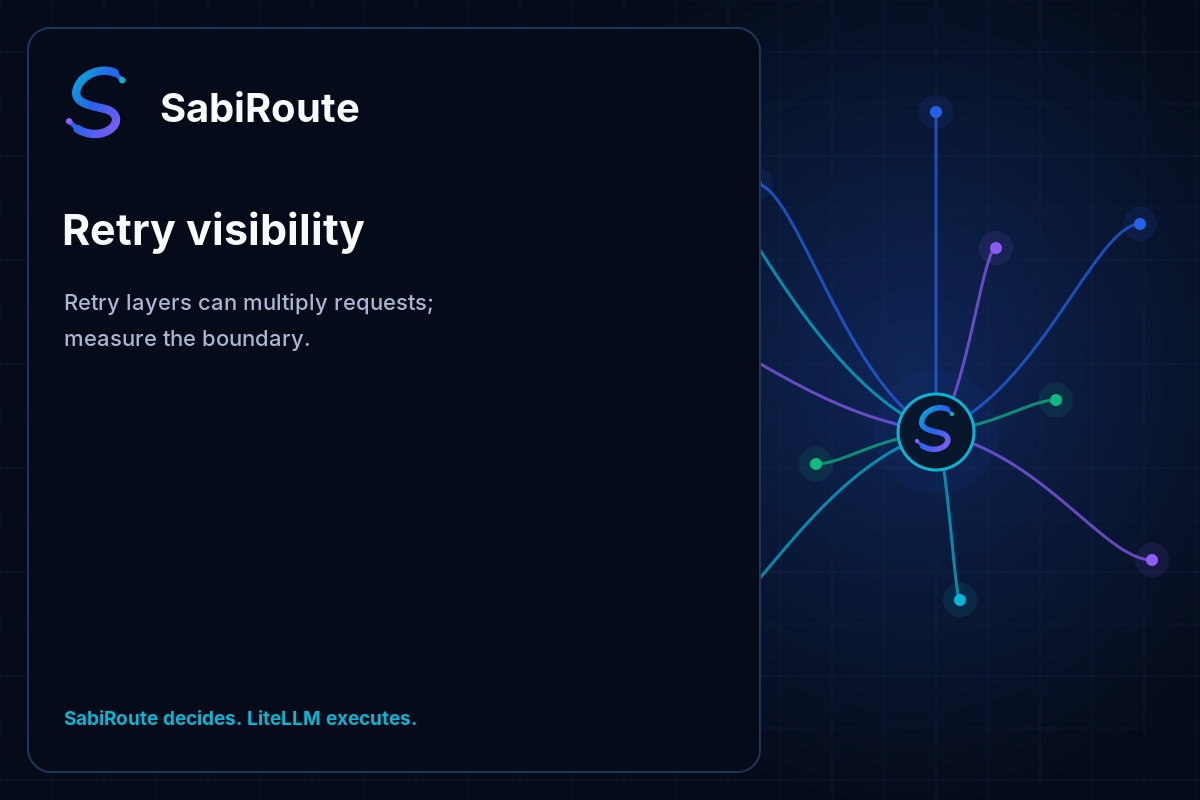 SabiRoute
Retry visibility
Retry layers can multiply requests;
measure the boundary.
SabiRoute decides. LiteLLM executes.